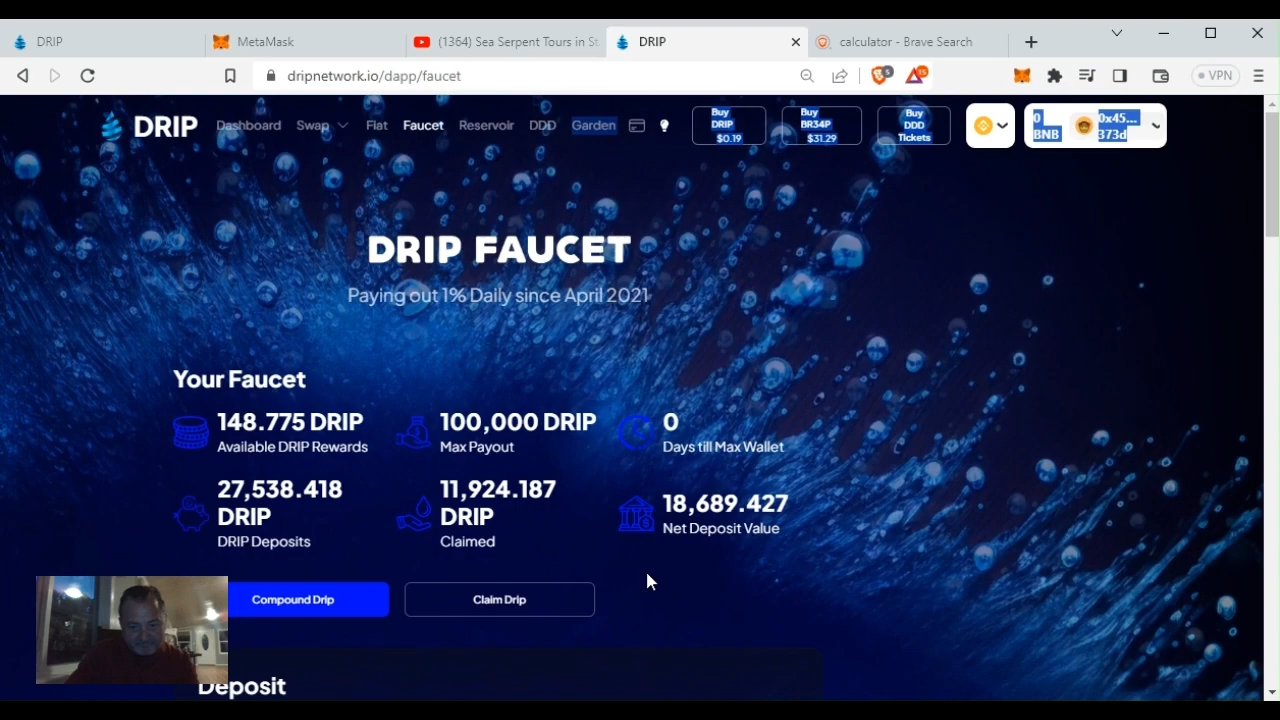 DRIP
MetaMask
(1364) Sea Serpent Tours in St
DRIP
calculator - Brave Search
dripnetwork.io/dapp/faucet
5
15
VPN
DRIP
Dashboard
Swap
Fiat
Faucet
Reservoir
DDD
Garden
Buy
DRIP
$0.19
Buy
BR34P
$31.29
Buy
DDD
Tickets
0
BNB
0x45...
373d
DRIP FAUCET
Paying out 1% Daily since April 2021
Your Faucet
148.775 DRIP
Available DRIP Rewards
100,000 DRIP
Max Payout
0
Days till Max Wallet
27,538.418
DRIP
DRIP Deposits
11,924.187
DRIP
Claimed
18,689.427
Net Deposit Value
Compound Drip
Claim Drip
Deposit